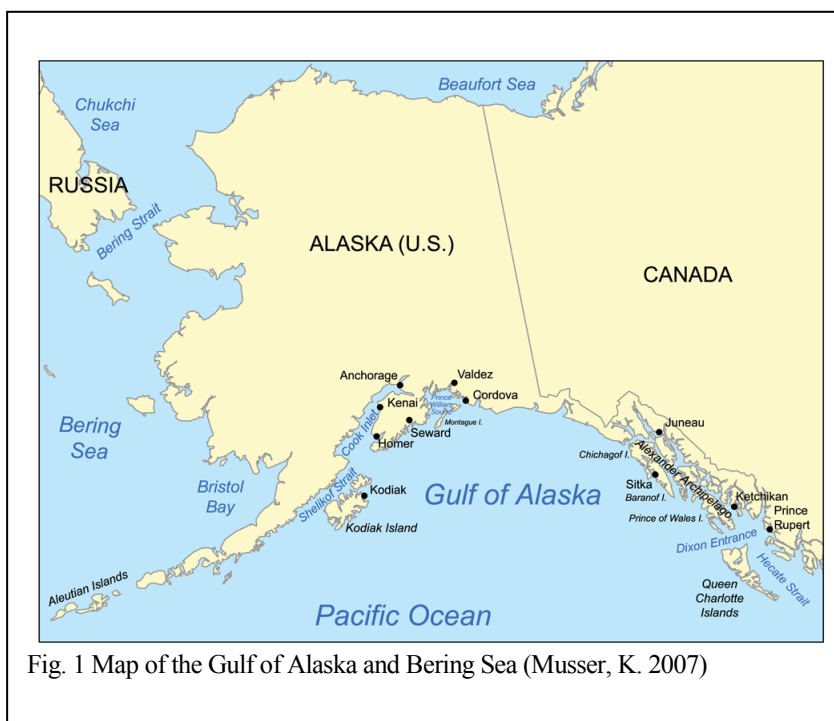 Beaufort Sea
Chukchi
Sea
RUSSIA
Bering Strait
ALASKA (U.S.)
CANADA
Anchorage
Valdez
Kenai
Prince
William
Sound
Cordova
Cook Inlet
Seward
Montague I.
Homer
Juneau
Bering
Sea
Chichagof I.
Alexander Archipelago
Sitka
Baranof I.
Bristol
Bay
Shelikof Strait
Kodiak
Gulf of Alaska
Ketchikan
Prince
Rupert
Prince of Wales I.
Kodiak Island
Dixon Entrance
Hecate Strait
Aleutian Islands
Queen
Charlotte
Islands
Pacific Ocean
Fig. 1 Map of the Gulf of Alaska and Bering Sea (Musser, K. 2007)